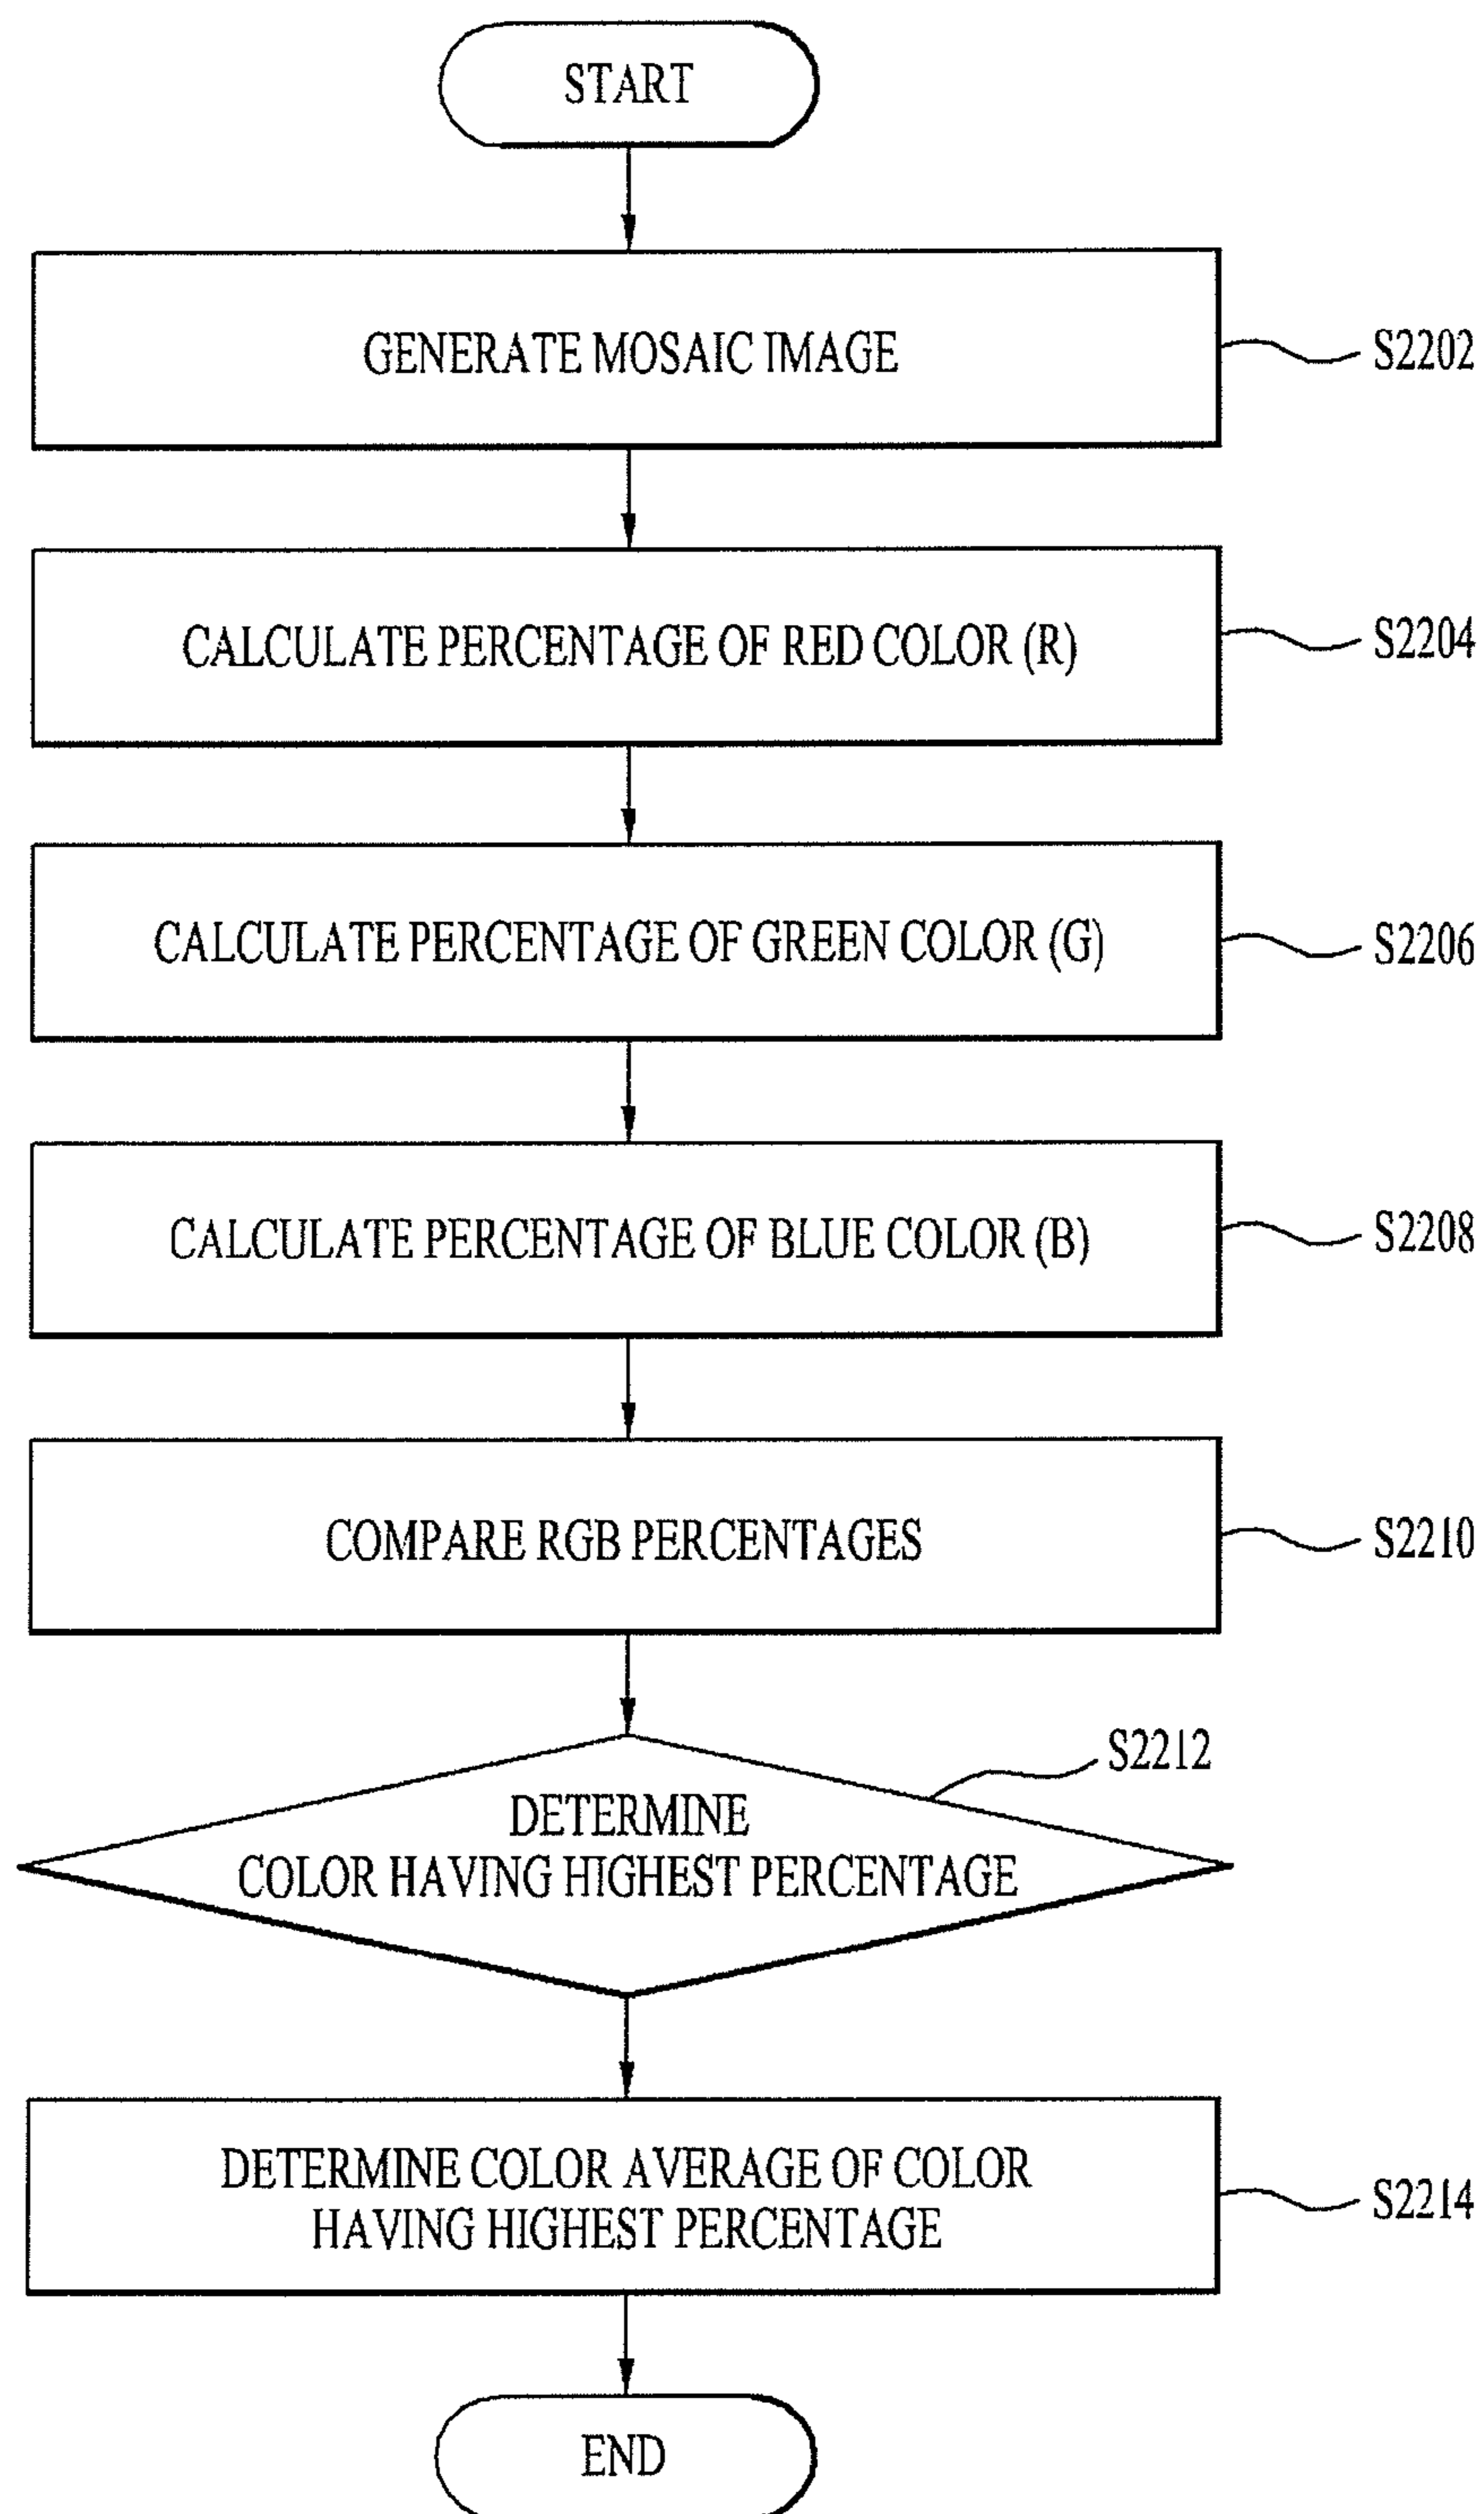 START
GENERATE MOSAIC IMAGE
S2202
CALCULATE PERCENTAGE OF RED COLOR (R)
S2204
CALCULATE PERCENTAGE OF GREEN COLOR (G)
S2206
CALCULATE PERCENTAGE OF BLUE COLOR (B)
S2208
COMPARE RGB PERCENTAGES
S2210
S2212
DETERMINE
COLOR HAVING HIGHEST PERCENTAGE
DETERMINE COLOR AVERAGE OF COLOR
HAVING HIGHEST PERCENTAGE
S2214
END